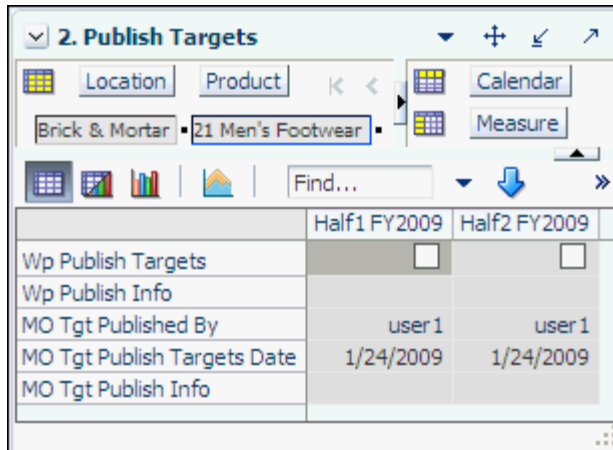 2. Publish Targets
Location Product Calendar
Brick & Mortar 21 Men's Footwear Measure
Find...
Half1 FY2009 Half2 FY2009
Wp Publish Targets
Wp Publish Info
MO Tgt Published By user1 user1
MO Tgt Publish Targets Date 1/24/2009 1/24/2009
MO Tgt Publish Info